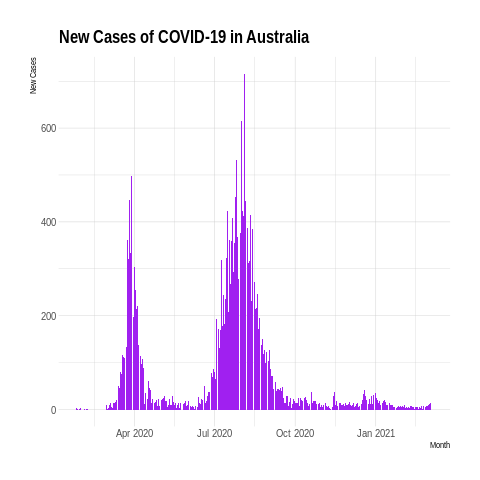 New Cases of COVID-19 in Australia
New Cases
600
400
200
0
Apr 2020
Jul 2020
Oct 2020
Jan 2021
Month